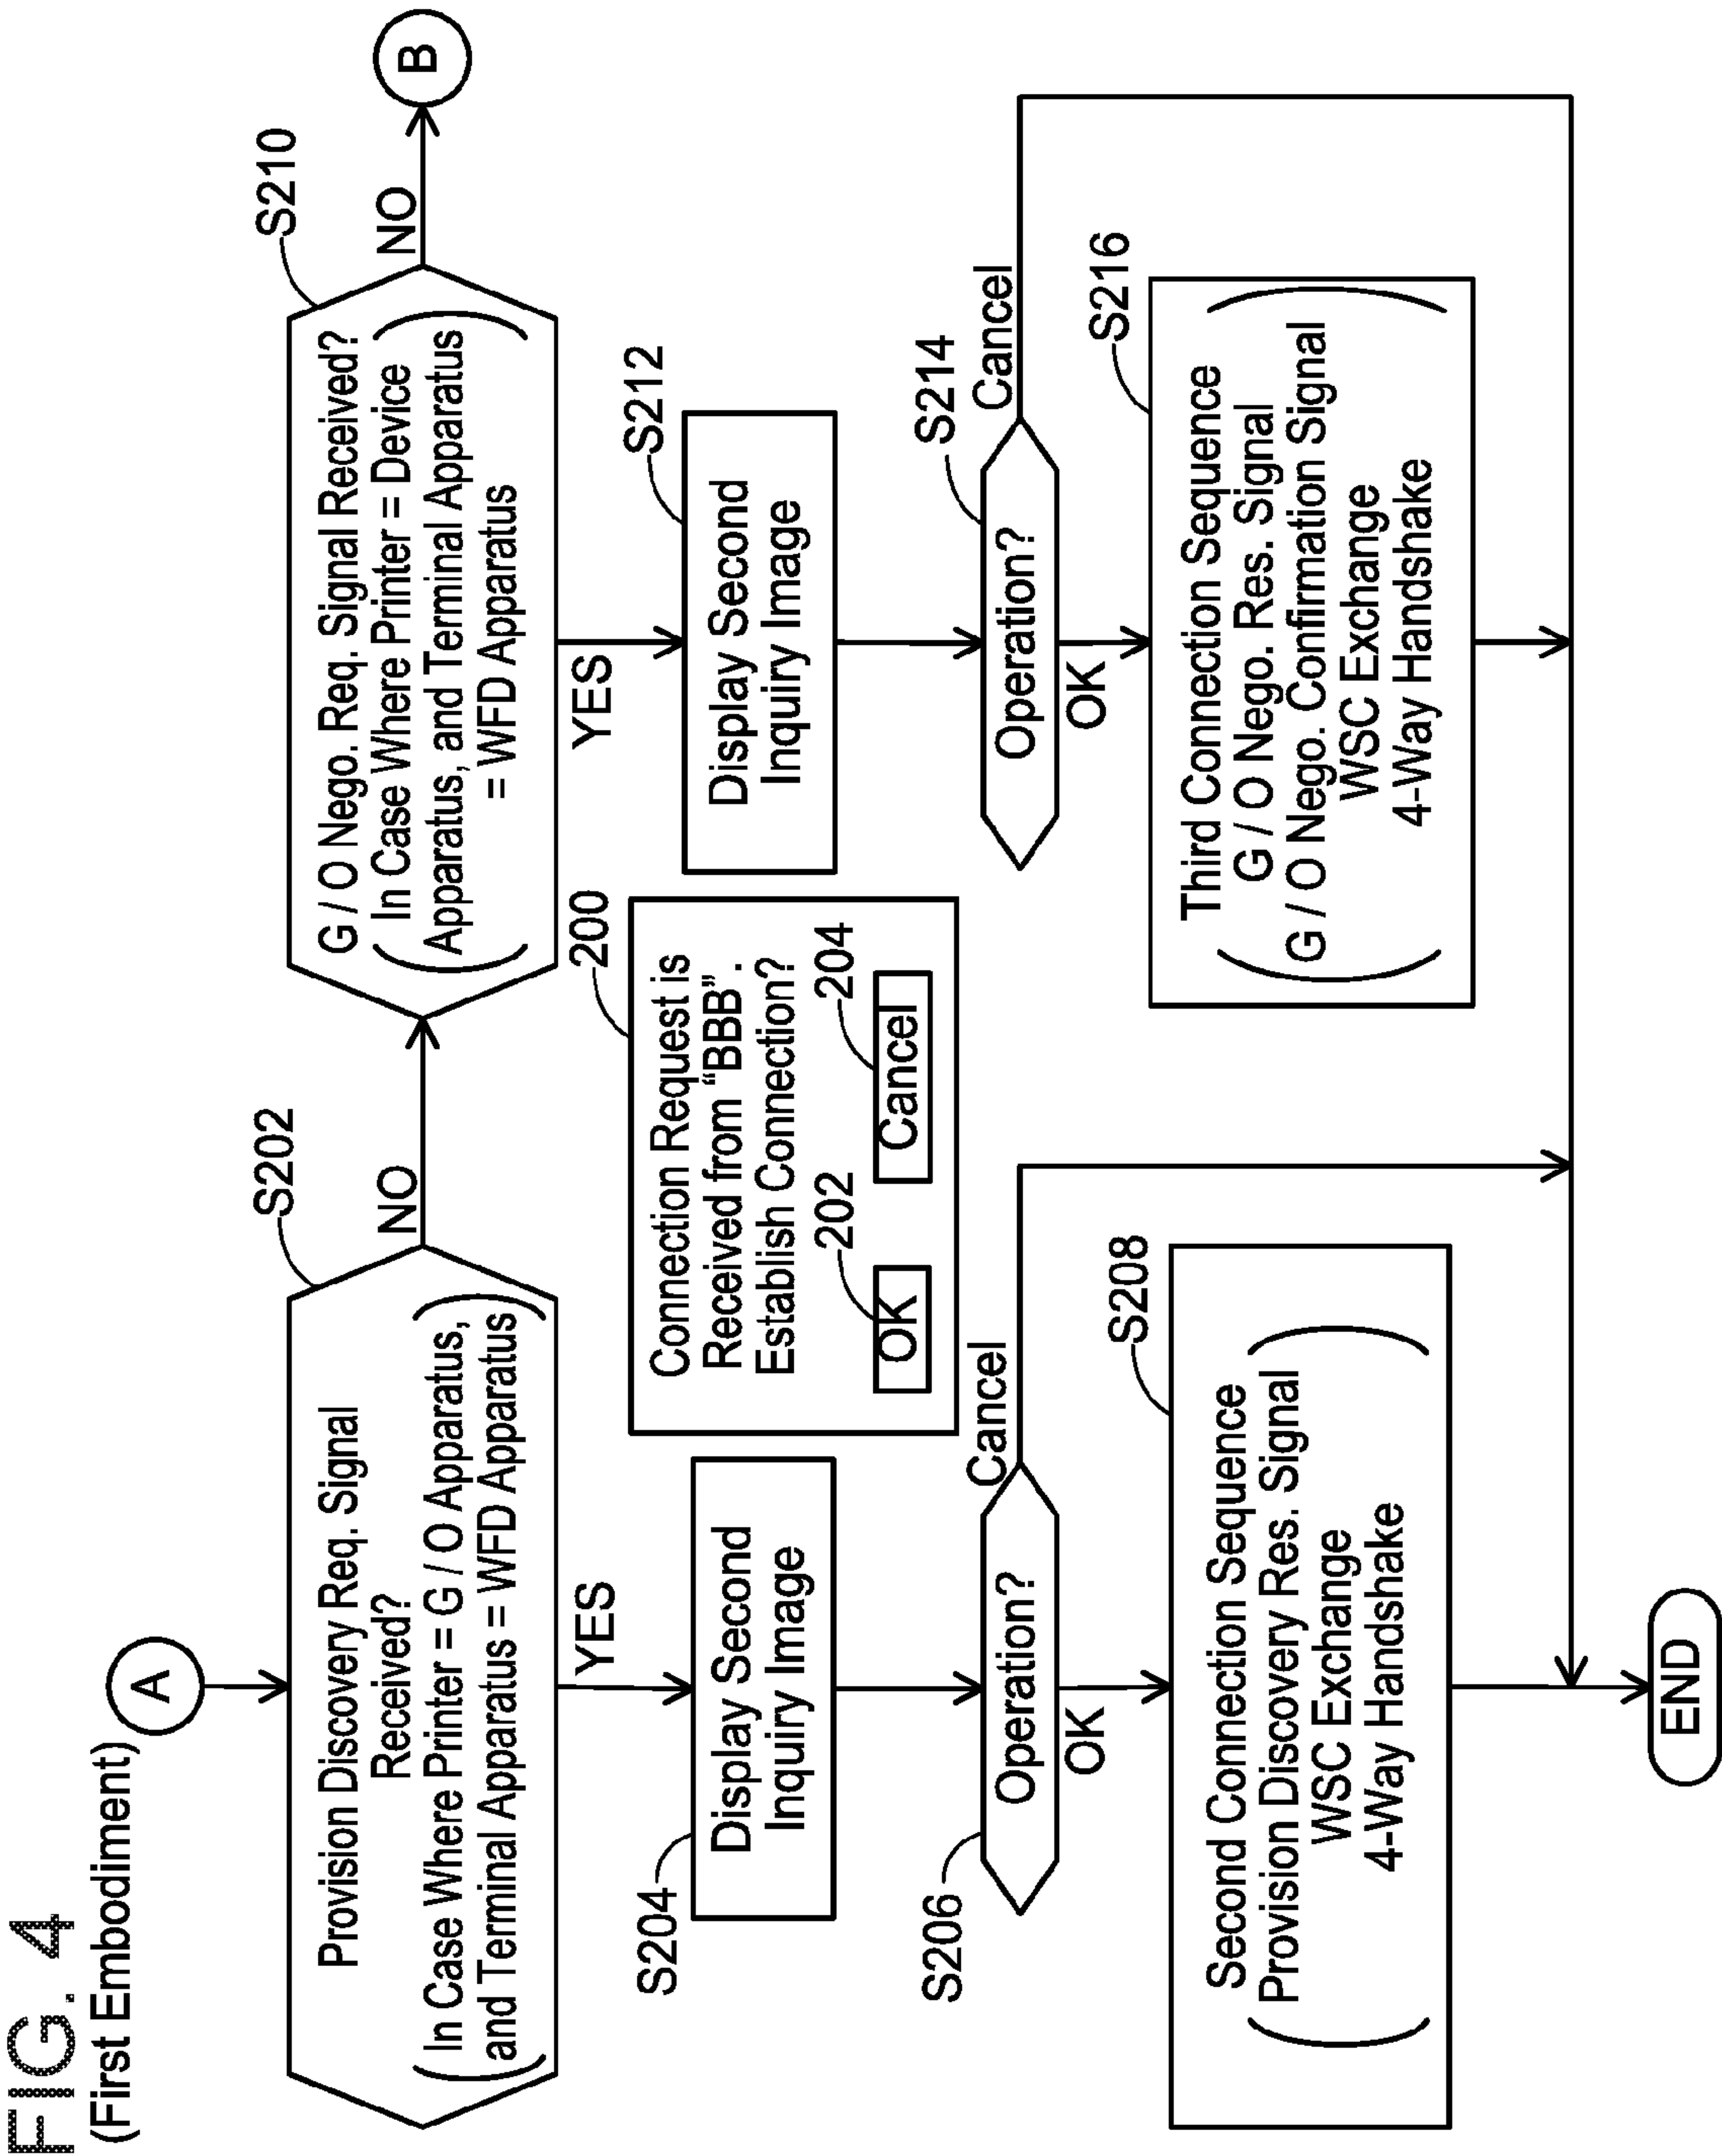 FIG. 4
(First Embodiment)
A
S202
Provision Discovery Req. Signal
Received?
In Case Where Printer = G / O Apparatus,
and Terminal Apparatus = WFD Apparatus
NO
YES
S204
Display Second
Inquiry Image
S206
Operation?
Cancel
OK
S208
Second Connection Sequence
Provision Discovery Res. Signal
WSC Exchange
4-Way Handshake
END
200
Connection Request is
Received from “BBB”.
Establish Connection?
202
OK
204
Cancel
S210
G / O Nego. Req. Signal Received?
In Case Where Printer = Device
Apparatus, and Terminal Apparatus
= WFD Apparatus
NO
B
YES
S212
Display Second
Inquiry Image
S214
Operation?
Cancel
OK
S216
Third Connection Sequence
G / O Nego. Res. Signal
G / O Nego. Confirmation Signal
WSC Exchange
4-Way Handshake